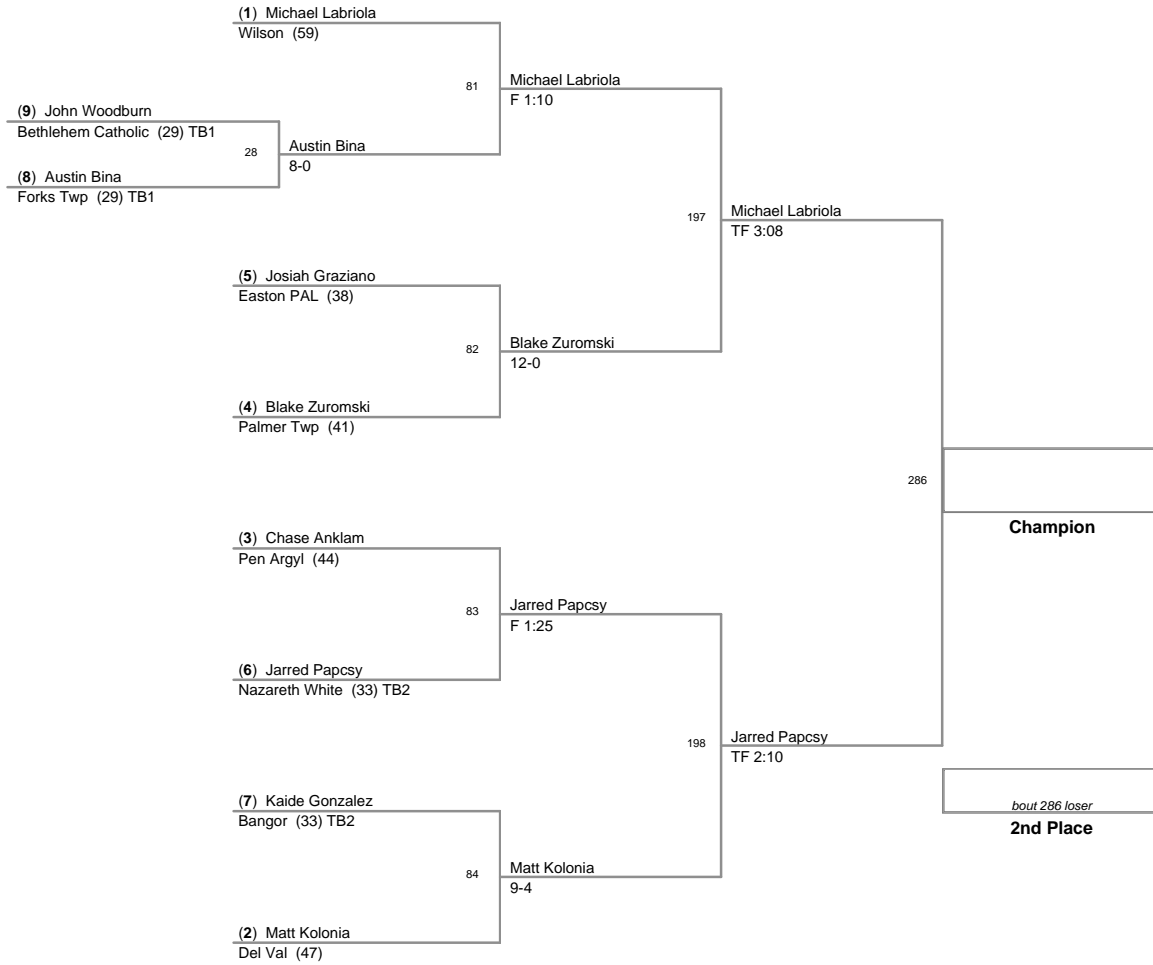 (1) Michael Labriola
Wilson (59)
81
Michael Labriola
F 1:10
(9) John Woodburn
Bethlehem Catholic (29) TB1
28
Austin Bina
8-0
(8) Austin Bina
Forks Twp (29) TB1
197
Michael Labriola
TF 3:08
(5) Josiah Graziano
Easton PAL (38)
82
Blake Zuromski
12-0
(4) Blake Zuromski
Palmer Twp (41)
286
Champion
(3) Chase Anklam
Pen Argyl (44)
83
Jarred Papcsy
F 1:25
(6) Jarred Papcsy
Nazareth White (33) TB2
198
Jarred Papcsy
TF 2:10
(7) Kaide Gonzalez
Bangor (33) TB2
bout 286 loser
2nd Place
84
Matt Kolonia
9-4
(2) Matt Kolonia
Del Val (47)